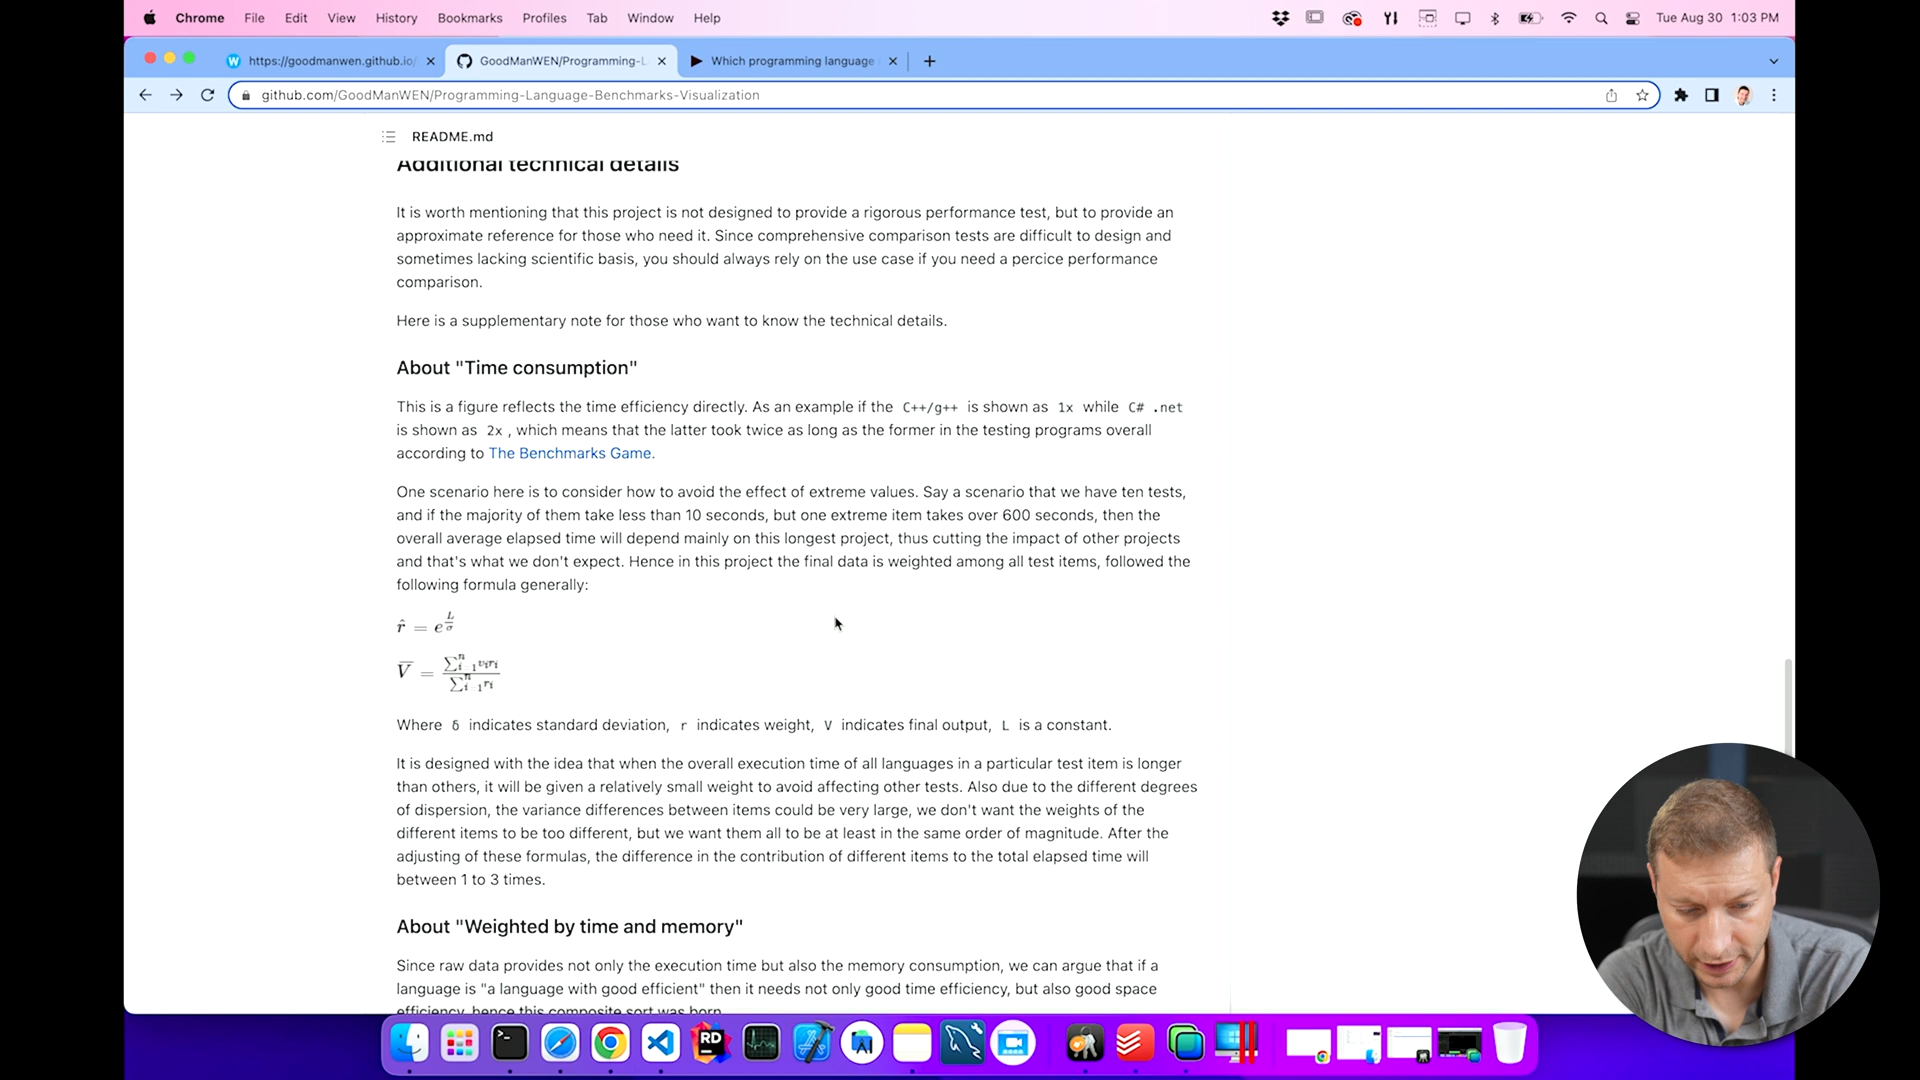 Chrome File Edit View History Bookmarks Profiles Tab Window Help Tue Aug 30 1:03 PM
https://goodmanwen.github.io/ GoodManWEN/Programming-L Which programming language
github.com/GoodManWEN/Programming-Language-Benchmarks-Visualization
README.md
Additional technical details
It is worth mentioning that this project is not designed to provide a rigorous performance test, but to provide an
approximate reference for those who need it. Since comprehensive comparison tests are difficult to design and
sometimes lacking scientific basis, you should always rely on the use case if you need a percice performance
comparison.
Here is a supplementary note for those who want to know the technical details.
About "Time consumption"
This is a figure reflects the time efficiency directly. As an example if the C++/g++ is shown as 1x while C# .net
is shown as 2x , which means that the latter took twice as long as the former in the testing programs overall
according to The Benchmarks Game.
One scenario here is to consider how to avoid the effect of extreme values. Say a scenario that we have ten tests,
and if the majority of them take less than 10 seconds, but one extreme item takes over 600 seconds, then the
overall average elapsed time will depend mainly on this longest project, thus cutting the impact of other projects
and that's what we don't expect. Hence in this project the final data is weighted among all test items, followed the
following formula generally:
r̂ = e^(L/σ)
V̅ = (∑ⁿᵢ₌₁ vᵢrᵢ) / (∑ⁿᵢ₌₁ rᵢ)
Where δ indicates standard deviation, r indicates weight, V indicates final output, L is a constant.
It is designed with the idea that when the overall execution time of all languages in a particular test item is longer
than others, it will be given a relatively small weight to avoid affecting other tests. Also due to the different degrees
of dispersion, the variance differences between items could be very large, we don't want the weights of the
different items to be too different, but we want them all to be at least in the same order of magnitude. After the
adjusting of these formulas, the difference in the contribution of different items to the total elapsed time will
between 1 to 3 times.
About "Weighted by time and memory"
Since raw data provides not only the execution time but also the memory consumption, we can argue that if a
language is "a language with good efficient" then it needs not only good time efficiency, but also good space
efficiency, hence this composite sort was born.
RD